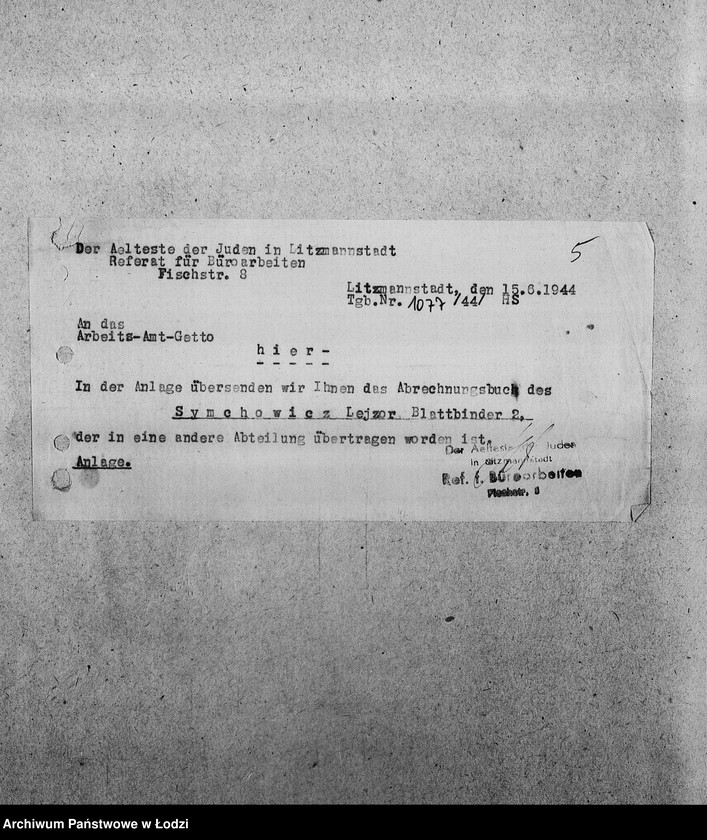 5
Der Aelteste der Juden in Litzmannstadt
Referat für Büroarbeiten
Fischstr. 8
Litzmannstadt, den 15.6.1944
Tgb.Nr. 1077 /44/ HS
An das
Arbeits-Amt-Getto
h i e r -
In der Anlage übersenden wir Ihnen das Abrechnungsbuch des
S y m c h o w i c z Lejzor Blattbinder 2,
der in eine andere Abteilung übertragen worden ist.
Anlage.
Der Aelteste der Juden
in Litzmannstadt
Ref. f. Büroarbeiten
Fischstr. 8
Archiwum Państwowe w Łodzi